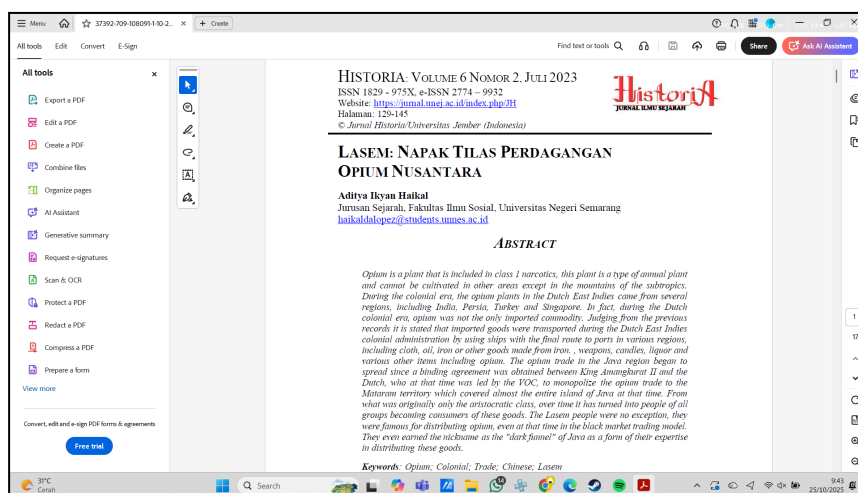 Menu
37392-709-108091-1-10-2...
+ Create
All tools Edit Convert E-Sign
Find text or tools
Share
Ask AI Assistant
All tools
Export a PDF
Edit a PDF
Create a PDF
Combine files
Organize pages
AI Assistant
Generative summary
Request e-signatures
Scan & OCR
Protect a PDF
Redact a PDF
Compress a PDF
Prepare a form
View more
Convert, edit and e-sign PDF forms & agreements
Free trial
HISTORIA: VOLUME 6 NOMOR 2, JULI 2023
ISSN 1829 - 975X, e-ISSN 2774 – 9932
Website: https://jurnal.unej.ac.id/index.php/JH
Halaman: 129-145
© Jurnal Historia/Universitas Jember (Indonesia)
HistoriA
JURNAL ILMU SEJARAH
LASEM: NAPAK TILAS PERDAGANGAN
OPIUM NUSANTARA
Aditya Ikyan Haikal
Jurusan Sejarah, Fakultas Ilmu Sosial, Universitas Negeri Semarang
haikaldalopez@students.unnes.ac.id
ABSTRACT
Opium is a plant that is included in class 1 narcotics, this plant is a type of annual plant
and cannot be cultivated in other areas except in the mountains of the subtropics.
During the colonial era, the opium plants in the Dutch East Indies came from several
regions, including India, Persia, Turkey and Singapore. In fact, during the Dutch
colonial era, opium was not the only imported commodity. Judging from the previous
records it is stated that imported goods were transported during the Dutch East Indies
colonial administration by using ships with the final route to ports in various regions,
including cloth, oil, iron or other goods made from iron. , weapons, candles, liquor and
various other items including opium. The opium trade in the Java region began to
spread since a binding agreement was obtained between King Amangkurat II and the
Dutch, who at that time was led by the VOC, to monopolize the opium trade to the
Mataram territory which covered almost the entire island of Java at that time. From
what was originally only the aristocratic class, over time it has turned into people of all
groups becoming consumers of these goods. The Lasem people were no exception, they
were famous for distributing opium, even at that time in the black market trading model.
They even earned the nickname as the "dark funnel" of Java as a form of their expertise
in distributing these goods.
Keywords: Opium; Colonial; Trade; Chinese; Lasem
1
17
31°C
Cerah
Search
9:43
25/10/2025